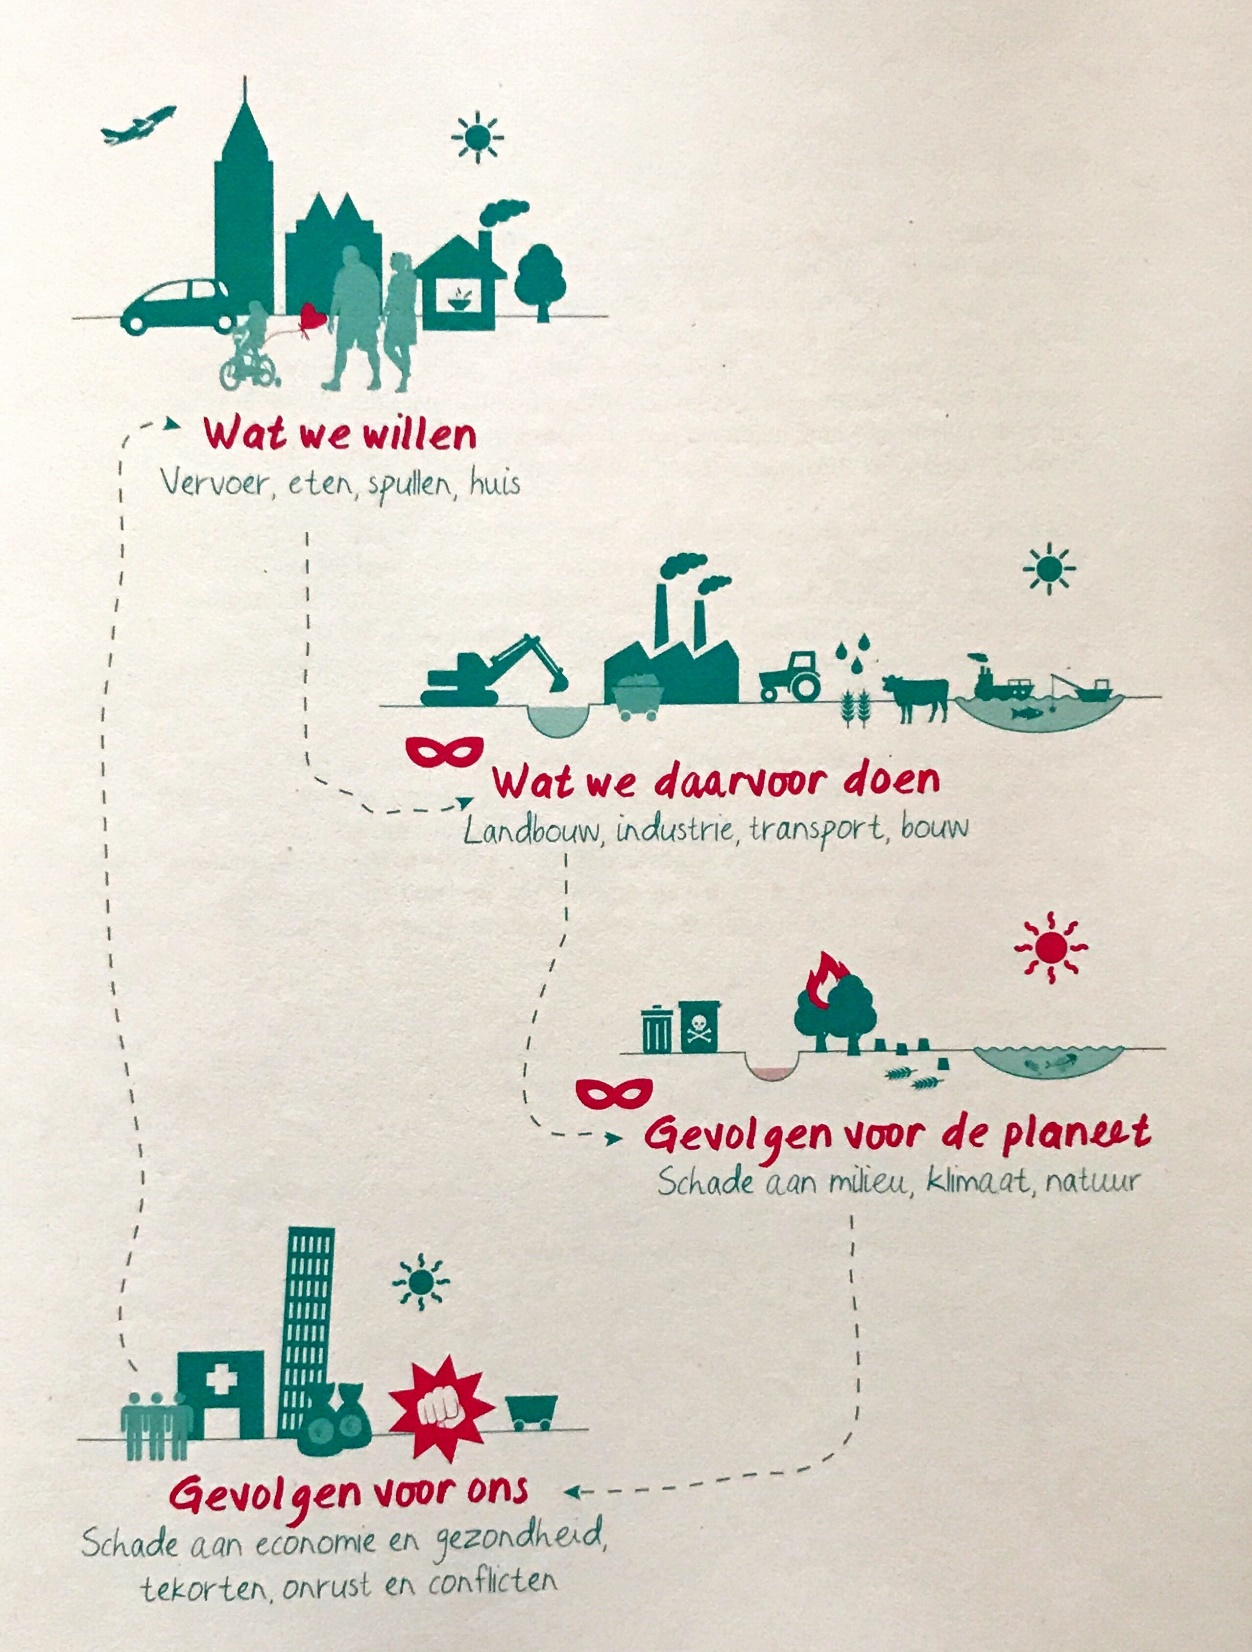 Wat we willen
Vervoer, eten, spullen, huis
Wat we daarvoor doen
Landbouw, industrie, transport, bouw
Gevolgen voor de planeet
Schade aan milieu, klimaat, natuur
Gevolgen voor ons
Schade aan economie en gezondheid,
tekorten, onrust en conflicten